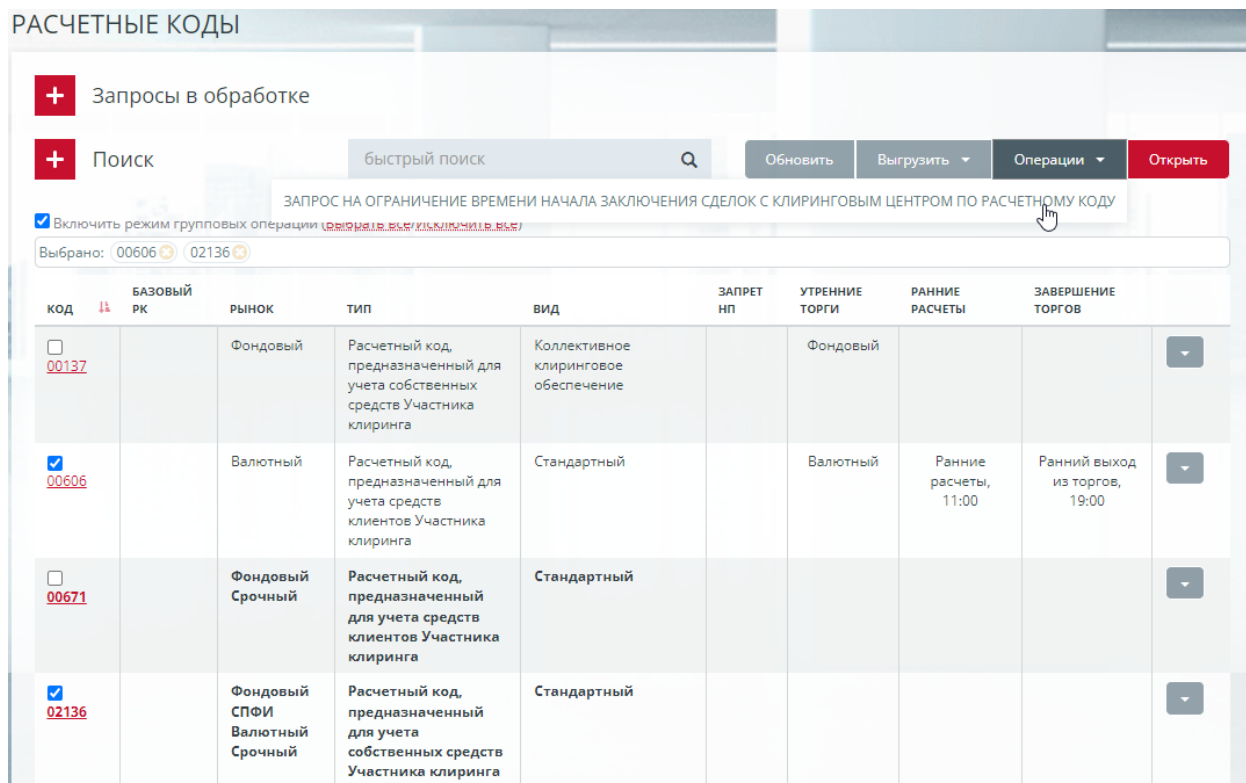 РАСЧЕТНЫЕ КОДЫ
Запросы в обработке
Поиск
быстрый поиск
Обновить
Выгрузить
Операции
Открыть
ЗАПРОС НА ОГРАНИЧЕНИЕ ВРЕМЕНИ НАЧАЛА ЗАКЛЮЧЕНИЯ СДЕЛОК С КЛИРИНГОВЫМ ЦЕНТРОМ ПО РАСЧЕТНОМУ КОДУ
Включить режим групповых операций (Выбрать все/Исключить все)
Выбрано: 00606 02136
КОД
БАЗОВЫЙ
РК
РЫНОК
ТИП
ВИД
ЗАПРЕТ
НП
УТРЕННИЕ
ТОРГИ
РАННИЕ
РАСЧЕТЫ
ЗАВЕРШЕНИЕ
ТОРГОВ
00137
Фондовый
Расчетный код,
предназначенный для
учета собственных
средств Участника
клиринга
Коллективное
клиринговое
обеспечение
Фондовый
00606
Валютный
Расчетный код,
предназначенный для
учета средств
клиентов Участника
клиринга
Стандартный
Валютный
Ранние
расчеты,
11:00
Ранний выход
из торгов,
19:00
00671
Фондовый
Срочный
Расчетный код,
предназначенный
для учета средств
клиентов Участника
клиринга
Стандартный
02136
Фондовый
СПФИ
Валютный
Срочный
Расчетный код,
предназначенный
для учета
собственных средств
Участника клиринга
Стандартный